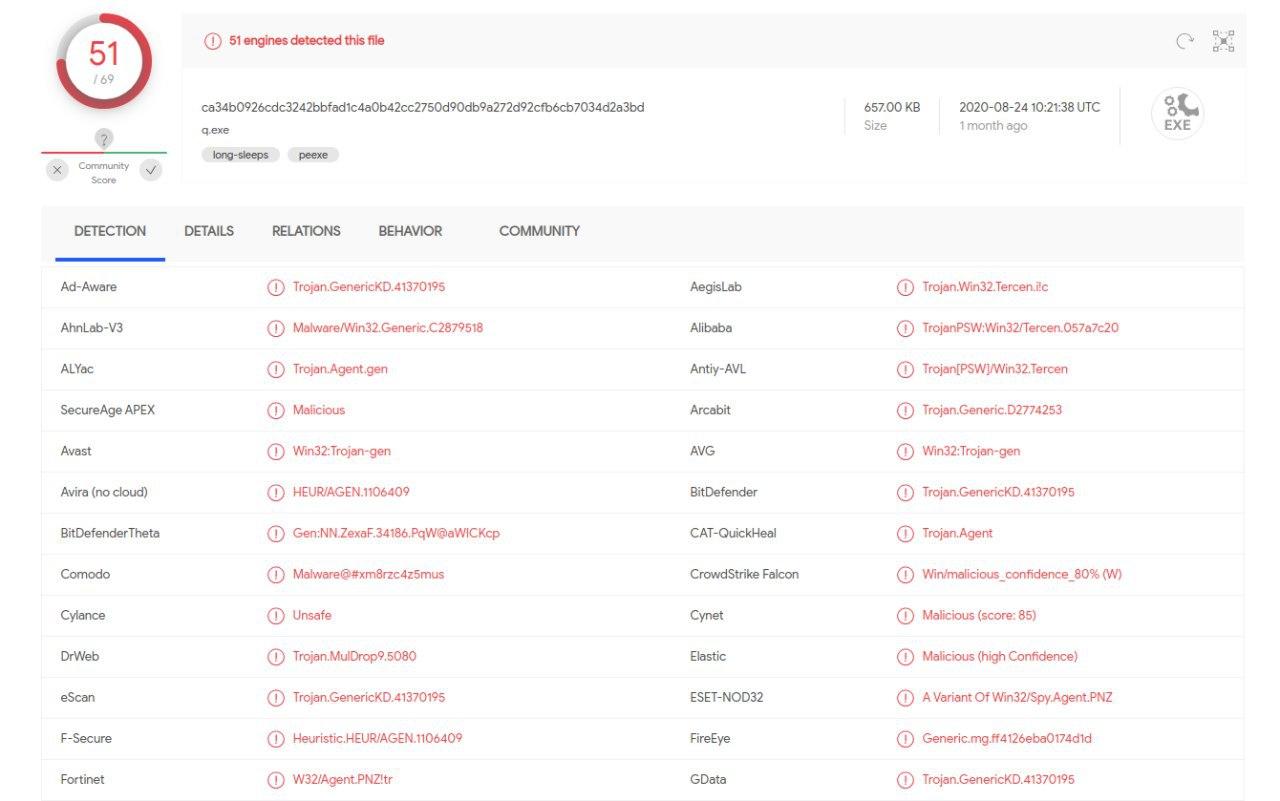 51
/ 69
?
Community
Score
51 engines detected this file
ca34b0926cdc3242bbfad1c4a0b42cc2750d90db9a272d92cfb6cb7034d2a3bd
q.exe
long-sleeps peexe
657.00 KB
Size
2020-08-24 10:21:38 UTC
1 month ago
EXE
DETECTION DETAILS RELATIONS BEHAVIOR COMMUNITY
Ad-Aware Trojan.GenericKD.41370195 AegisLab Trojan.Win32.Tercen.i!c
AhnLab-V3 Malware/Win32.Generic.C2879518 Alibaba TrojanPSW:Win32/Tercen.057a7c20
ALYac Trojan.Agent.gen Antiy-AVL Trojan[PSW]/Win32.Tercen
SecureAge APEX Malicious Arcabit Trojan.Generic.D2774253
Avast Win32:Trojan-gen AVG Win32:Trojan-gen
Avira (no cloud) HEUR/AGEN.1106409 BitDefender Trojan.GenericKD.41370195
BitDefenderTheta Gen:NN.ZexaF.34186.PqW@aWICKcp CAT-QuickHeal Trojan.Agent
Comodo Malware@#xm8rzc4z5mus CrowdStrike Falcon Win/malicious_confidence_80% (W)
Cylance Unsafe Cynet Malicious (score: 85)
DrWeb Trojan.MulDrop9.5080 Elastic Malicious (high Confidence)
eScan Trojan.GenericKD.41370195 ESET-NOD32 A Variant Of Win32/Spy.Agent.PNZ
F-Secure Heuristic.HEUR/AGEN.1106409 FireEye Generic.mg.ff4126eba0174d1d
Fortinet W32/Agent.PNZ!tr GData Trojan.GenericKD.41370195